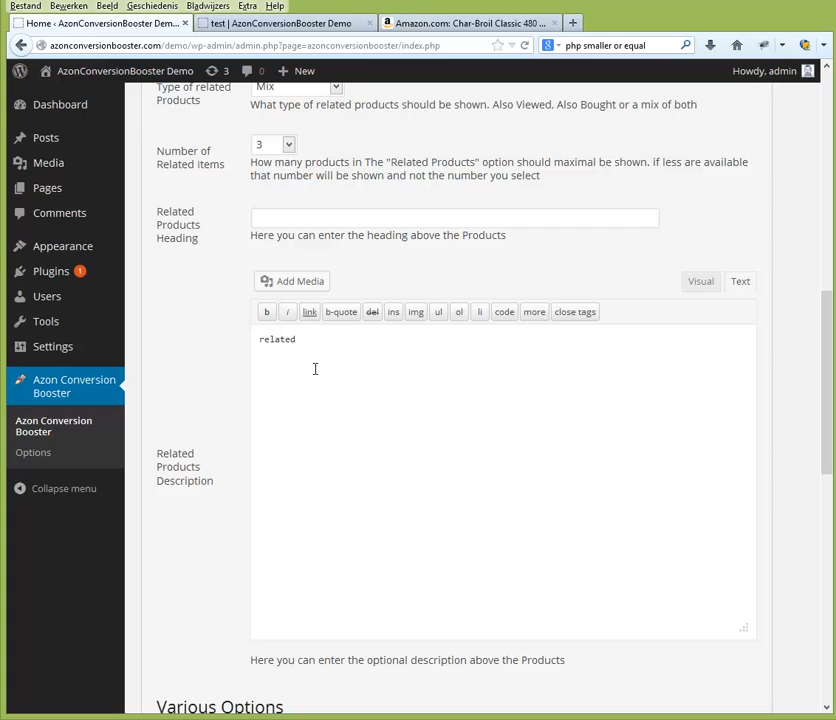 Bestand Bewerken Beeld Geschiedenis Bladwijzers Extra Help
Home ‹ AzonConversionBooster Dem... × test | AzonConversionBooster Demo × a Amazon.com: Char-Broil Classic 480 ... × +
azonconversionbooster.com/demo/wp-admin/admin.php?page=azonconversionbooster/index.php php smaller or equal
AzonConversionBooster Demo 3 0 + New Howdy, admin
Dashboard
Posts
Media
Pages
Comments
Appearance
Plugins 1
Users
Tools
Settings
Azon Conversion
Booster
Azon Conversion
Booster
Options
Collapse menu
Type of related
Products
Mix
What type of related products should be shown. Also Viewed, Also Bought or a mix of both
Number of
Related Items
3
How many products in The "Related Products" option should maximal be shown. if less are available
that number will be shown and not the number you select
Related
Products
Heading
Here you can enter the heading above the Products
Add Media Visual Text
b i link b-quote del ins img ul ol li code more close tags
related
Related
Products
Description
Here you can enter the optional description above the Products
Various Options